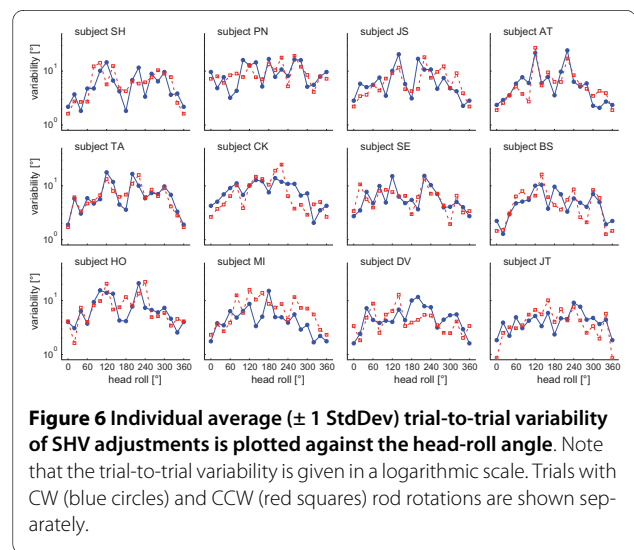 subject SH subject PN subject JS subject AT
variability [°]
10¹
10⁰
subject TA subject CK subject SE subject BS
variability [°]
10¹
10⁰
subject HO subject MI subject DV subject JT
variability [°]
10¹
10⁰
0 60 120 180 240 300 360 0 60 120 180 240 300 360 0 60 120 180 240 300 360 0 60 120 180 240 300 360
head roll [°] head roll [°] head roll [°] head roll [°]
Figure 6 Individual average (± 1 StdDev) trial-to-trial variability
of SHV adjustments is plotted against the head-roll angle. Note
that the trial-to-trial variability is given in a logarithmic scale. Trials with
CW (blue circles) and CCW (red squares) rod rotations are shown sep-
arately.